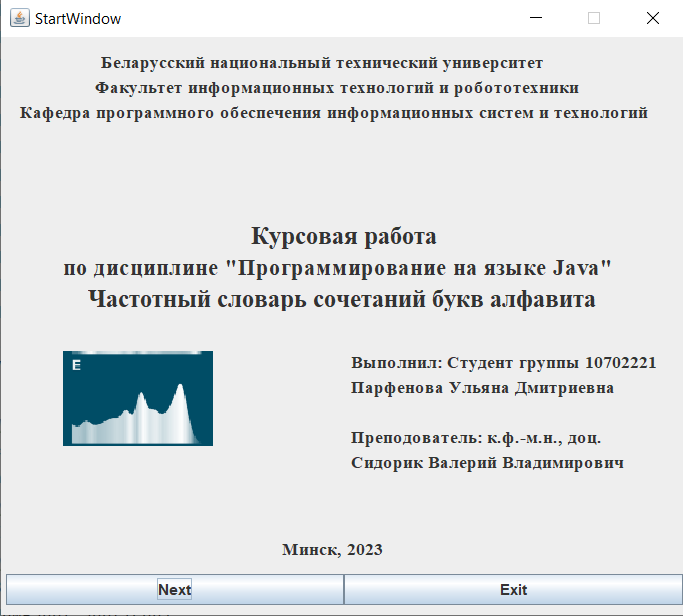 StartWindow
Беларусский национальный технический университет
Факультет информационных технологий и робототехники
Кафедра программного обеспечения информационных систем и технологий
Курсовая работа
по дисциплине "Программирование на языке Java"
Частотный словарь сочетаний букв алфавита
E
Выполнил: Студент группы 10702221
Парфенова Ульяна Дмитриевна
Преподователь: к.ф.-м.н., доц.
Сидорик Валерий Владимирович
Минск, 2023
Next
Exit